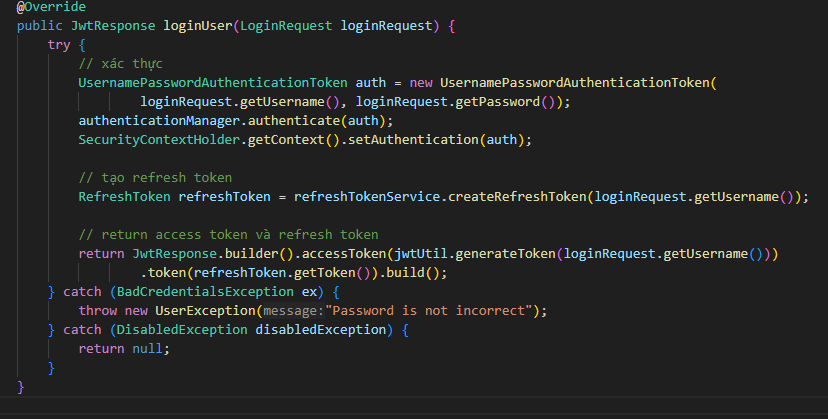 @Override
public JwtResponse loginUser(LoginRequest loginRequest) {
try {
// xác thực
UsernamePasswordAuthenticationToken auth = new UsernamePasswordAuthenticationToken(
loginRequest.getUsername(), loginRequest.getPassword());
authenticationManager.authenticate(auth);
SecurityContextHolder.getContext().setAuthentication(auth);
// tạo refresh token
RefreshToken refreshToken = refreshTokenService.createRefreshToken(loginRequest.getUsername());
// return access token và refresh token
return JwtResponse.builder().accessToken(jwtUtil.generateToken(loginRequest.getUsername()))
.token(refreshToken.getToken()).build();
} catch (BadCredentialsException ex) {
throw new UserException(message:"Password is not incorrect");
} catch (DisabledException disabledException) {
return null;
}
}